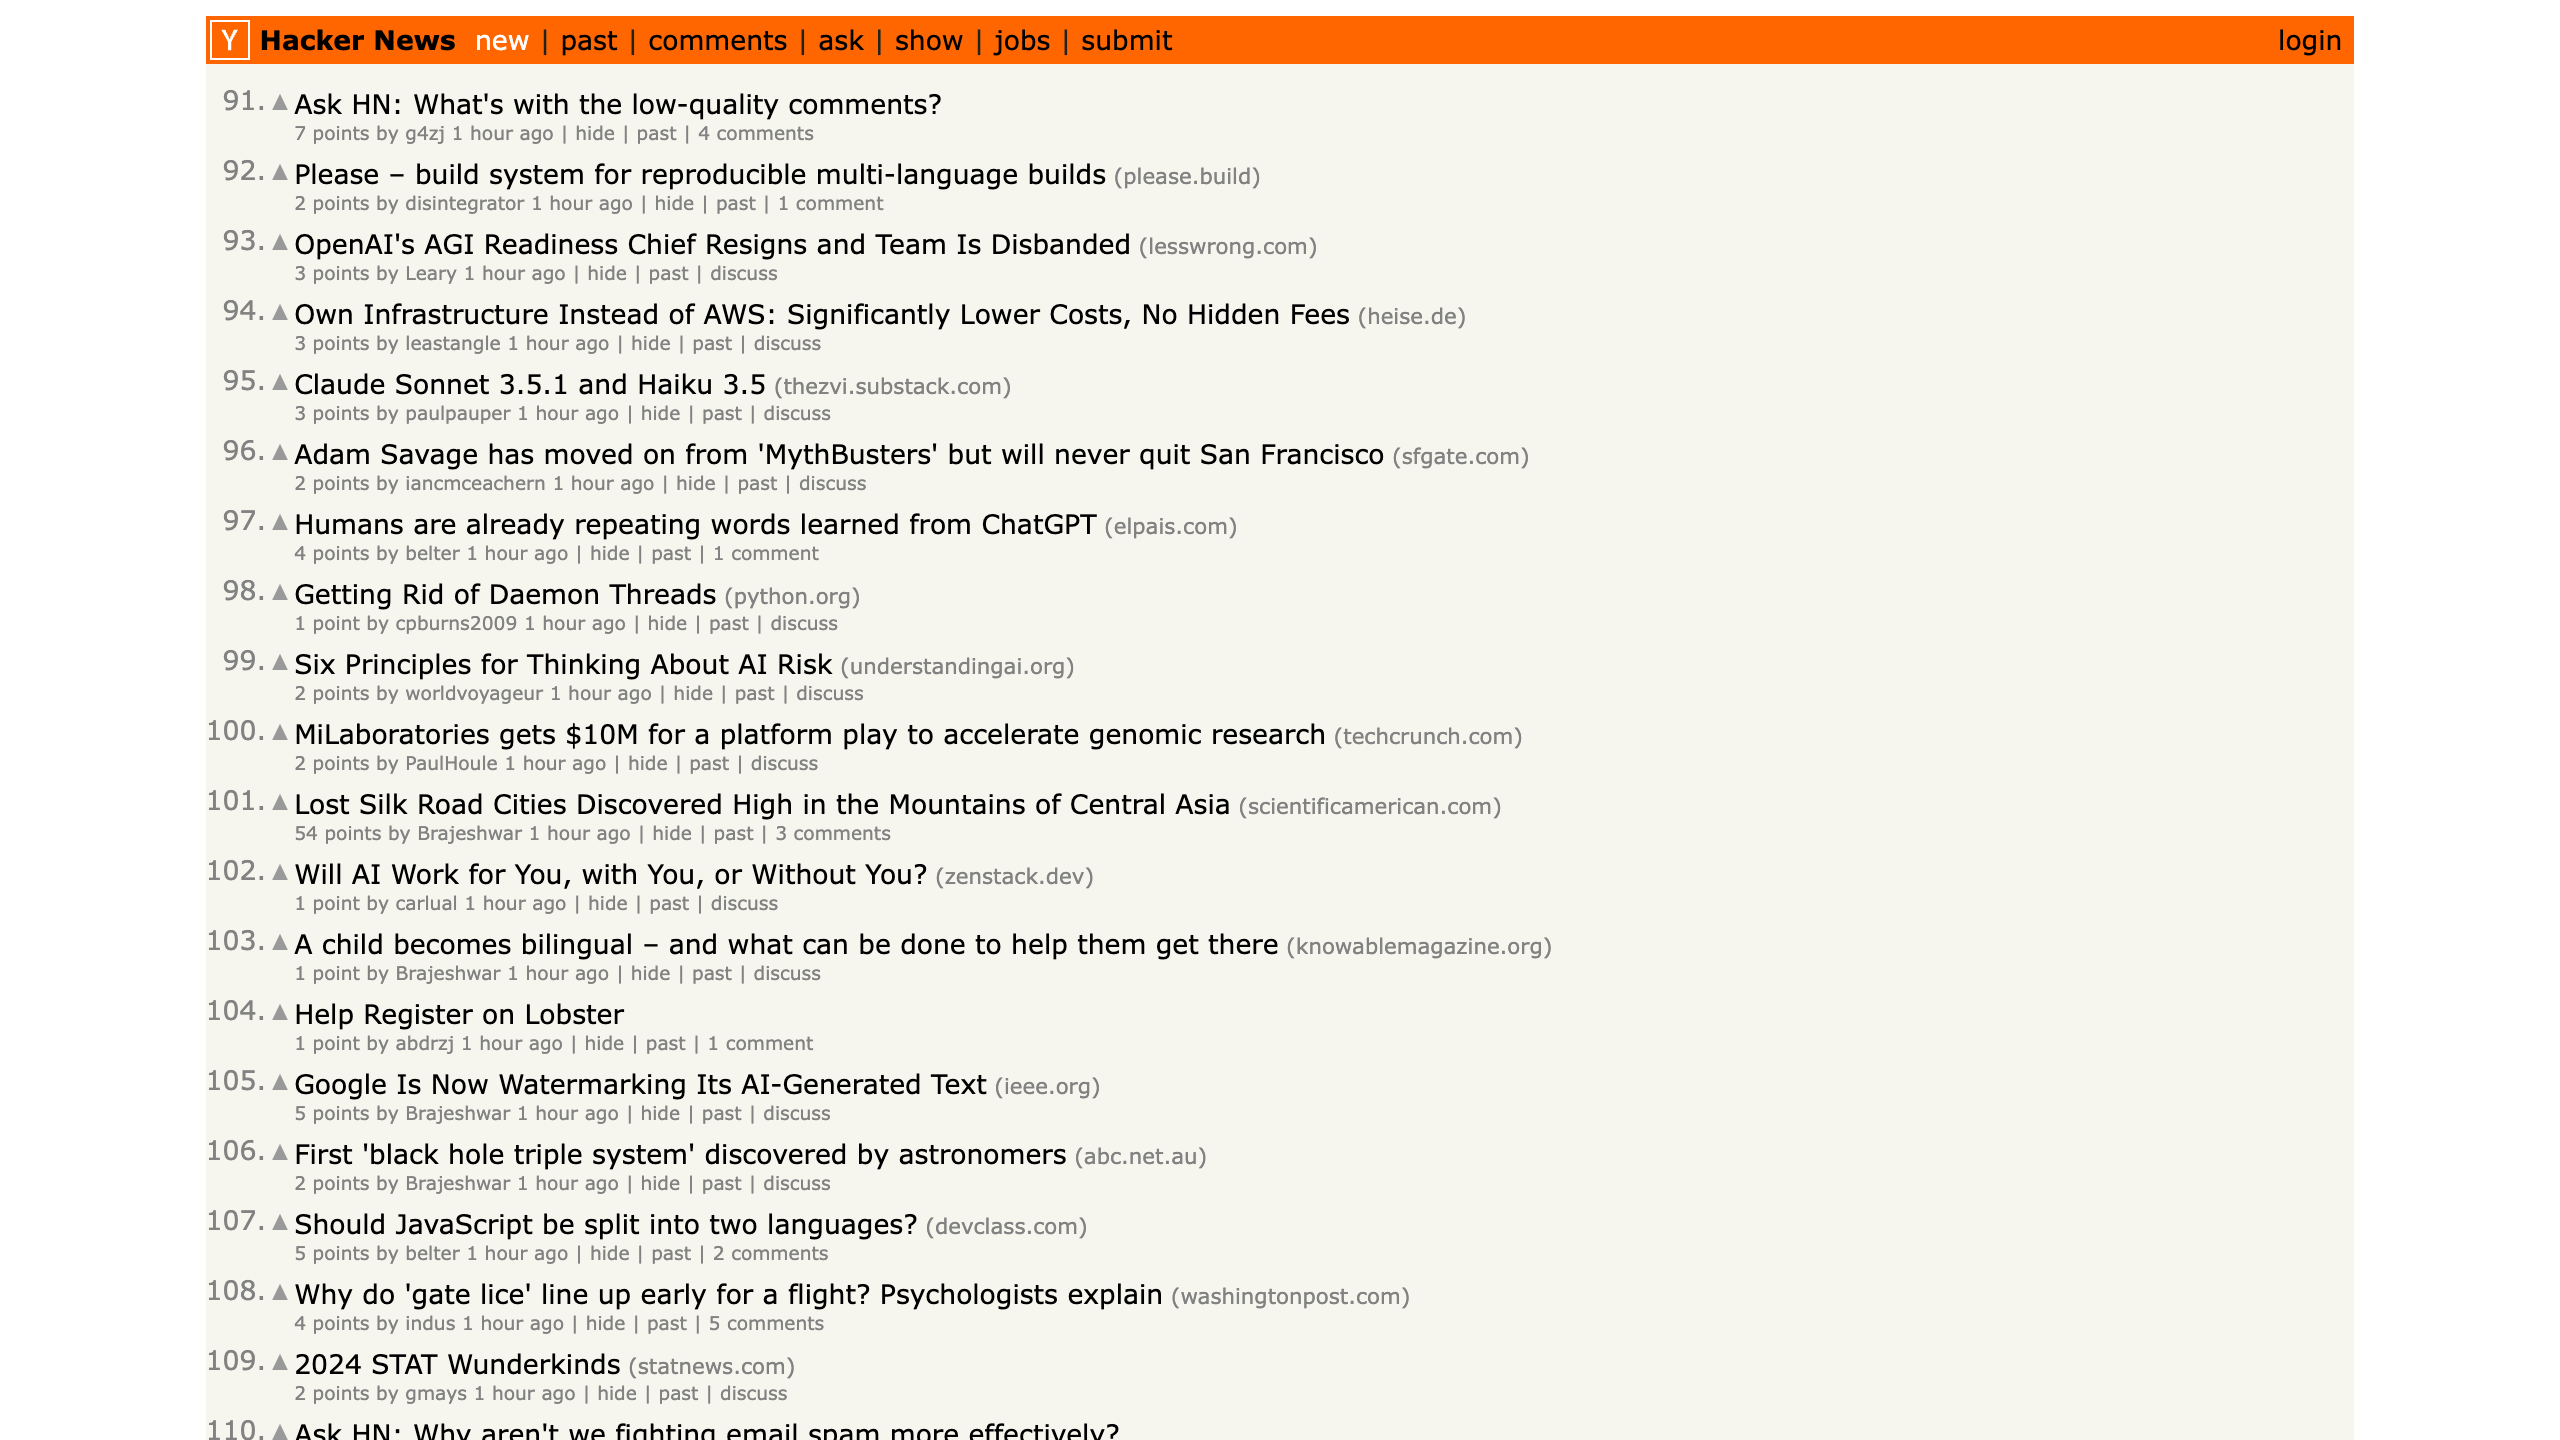 Y Hacker News new | past | comments | ask | show | jobs | submit login
91. ▲ Ask HN: What's with the low-quality comments?
7 points by g4zj 1 hour ago | hide | past | 4 comments
92. ▲ Please – build system for reproducible multi-language builds (please.build)
2 points by disintegrator 1 hour ago | hide | past | 1 comment
93. ▲ OpenAI's AGI Readiness Chief Resigns and Team Is Disbanded (lesswrong.com)
3 points by Leary 1 hour ago | hide | past | discuss
94. ▲ Own Infrastructure Instead of AWS: Significantly Lower Costs, No Hidden Fees (heise.de)
3 points by leastangle 1 hour ago | hide | past | discuss
95. ▲ Claude Sonnet 3.5.1 and Haiku 3.5 (thezvi.substack.com)
3 points by paulpauper 1 hour ago | hide | past | discuss
96. ▲ Adam Savage has moved on from 'MythBusters' but will never quit San Francisco (sfgate.com)
2 points by iancmceachern 1 hour ago | hide | past | discuss
97. ▲ Humans are already repeating words learned from ChatGPT (elpais.com)
4 points by belter 1 hour ago | hide | past | 1 comment
98. ▲ Getting Rid of Daemon Threads (python.org)
1 point by cpburns2009 1 hour ago | hide | past | discuss
99. ▲ Six Principles for Thinking About AI Risk (understandingai.org)
2 points by worldvoyageur 1 hour ago | hide | past | discuss
100. ▲ MiLaboratories gets $10M for a platform play to accelerate genomic research (techcrunch.com)
2 points by PaulHoule 1 hour ago | hide | past | discuss
101. ▲ Lost Silk Road Cities Discovered High in the Mountains of Central Asia (scientificamerican.com)
54 points by Brajeshwar 1 hour ago | hide | past | 3 comments
102. ▲ Will AI Work for You, with You, or Without You? (zenstack.dev)
1 point by carlual 1 hour ago | hide | past | discuss
103. ▲ A child becomes bilingual – and what can be done to help them get there (knowablemagazine.org)
1 point by Brajeshwar 1 hour ago | hide | past | discuss
104. ▲ Help Register on Lobster
1 point by abdrzj 1 hour ago | hide | past | 1 comment
105. ▲ Google Is Now Watermarking Its AI-Generated Text (ieee.org)
5 points by Brajeshwar 1 hour ago | hide | past | discuss
106. ▲ First 'black hole triple system' discovered by astronomers (abc.net.au)
2 points by Brajeshwar 1 hour ago | hide | past | discuss
107. ▲ Should JavaScript be split into two languages? (devclass.com)
5 points by belter 1 hour ago | hide | past | 2 comments
108. ▲ Why do 'gate lice' line up early for a flight? Psychologists explain (washingtonpost.com)
4 points by indus 1 hour ago | hide | past | 5 comments
109. ▲ 2024 STAT Wunderkinds (statnews.com)
2 points by gmays 1 hour ago | hide | past | discuss
110. ▲ Ask HN: Why aren't we fighting email spam more effectively?